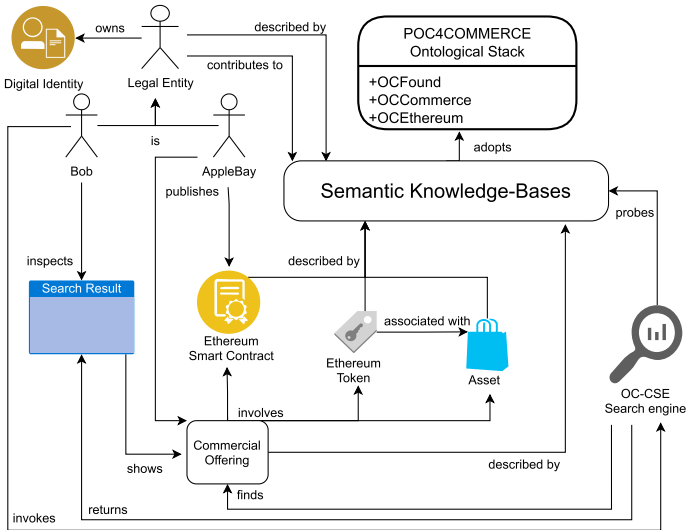 owns
described by
POC4COMMERCE
Ontological Stack
Digital Identity
Legal Entity
contributes to
+OCFound
+OCCommerce
+OCEthereum
is
adopts
Bob
AppleBay
publishes
Semantic Knowledge-Bases
probes
inspects
described by
Search Result
associated with
Ethereum
Smart Contract
Ethereum
Token
Asset
OC-CSE
Search engine
involves
Commercial
Offering
shows
described by
finds
returns
invokes